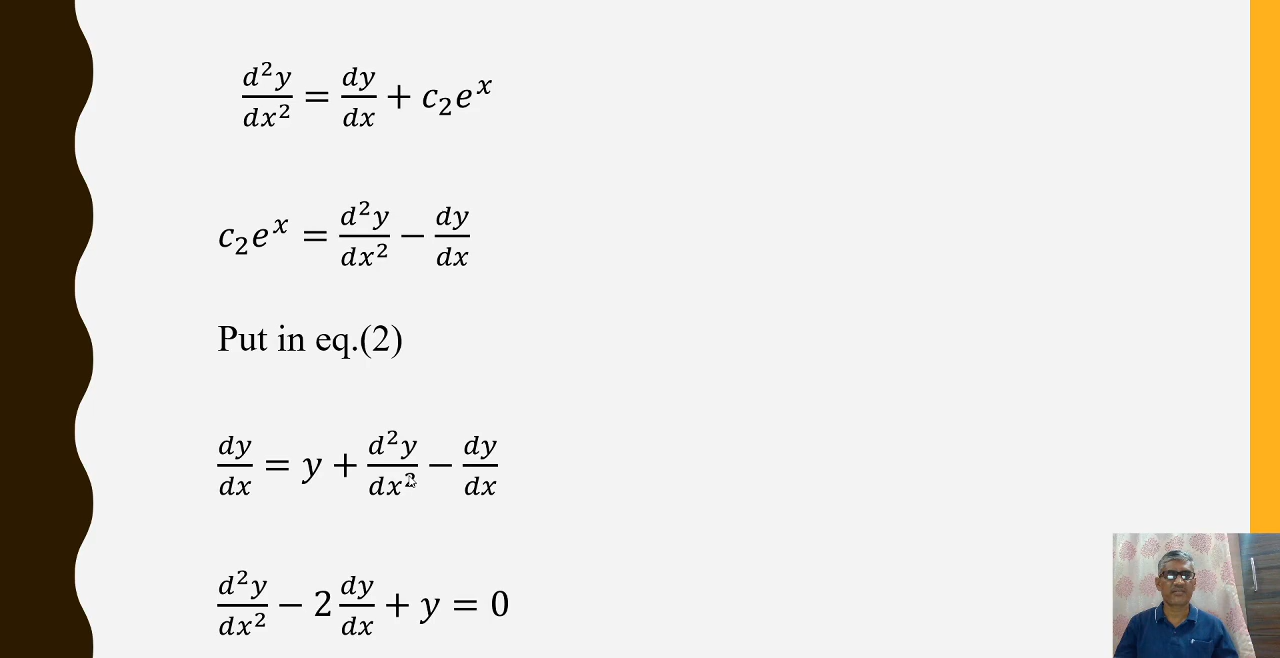 d²y/dx² = dy/dx + c₂eˣ
c₂eˣ = d²y/dx² − dy/dx
Put in eq.(2)
dy/dx = y + d²y/dx² − dy/dx
d²y/dx² − 2 dy/dx + y = 0